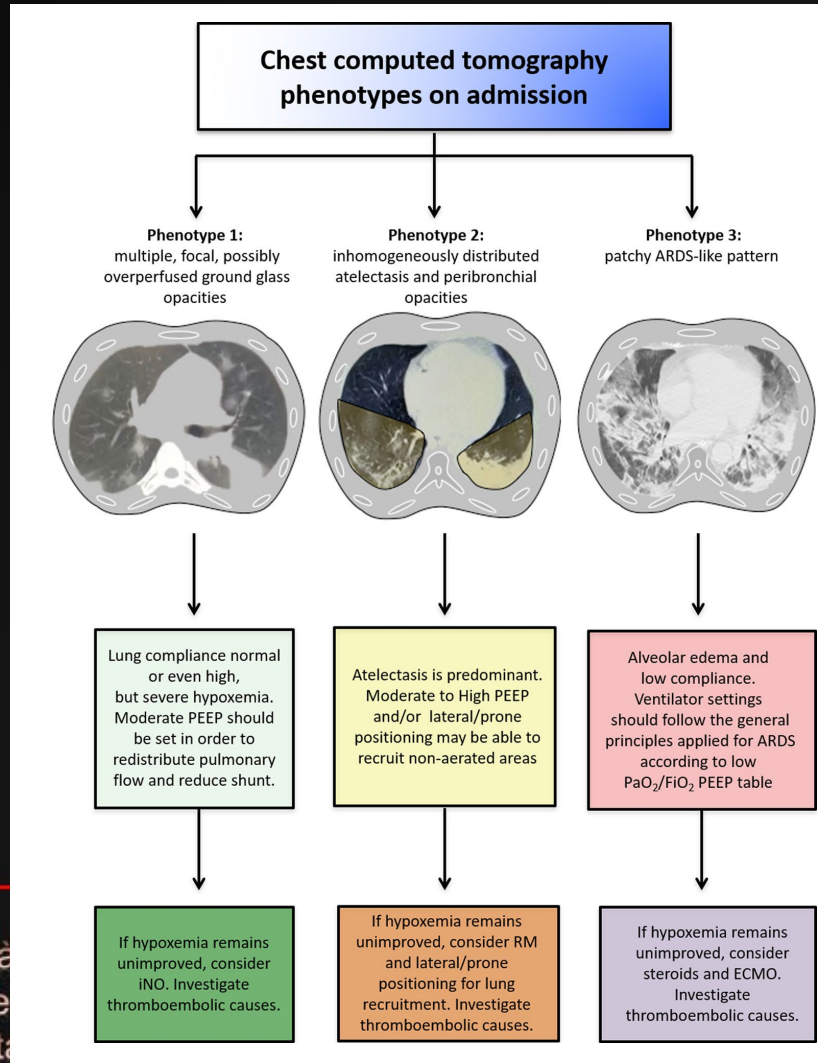 Chest computed tomography
phenotypes on admission
Phenotype 1:
multiple, focal, possibly
overperfused ground glass
opacities
Phenotype 2:
inhomogeneously distributed
atelectasis and peribronchial
opacities
Phenotype 3:
patchy ARDS-like pattern
Lung compliance normal
or even high,
but severe hypoxemia.
Moderate PEEP should
be set in order to
redistribute pulmonary
flow and reduce shunt.
Atelectasis is predominant.
Moderate to High PEEP
and/or lateral/prone
positioning may be able to
recruit non-aerated areas
Alveolar edema and
low compliance.
Ventilator settings
should follow the general
principles applied for ARDS
according to low
PaO₂/FiO₂ PEEP table
If hypoxemia remains
unimproved, consider
iNO. Investigate
thromboembolic causes.
If hypoxemia remains
unimproved, consider RM
and lateral/prone
positioning for lung
recruitment. Investigate
thromboembolic causes.
If hypoxemia remains
unimproved, consider
steroids and ECMO.
Investigate
thromboembolic causes.